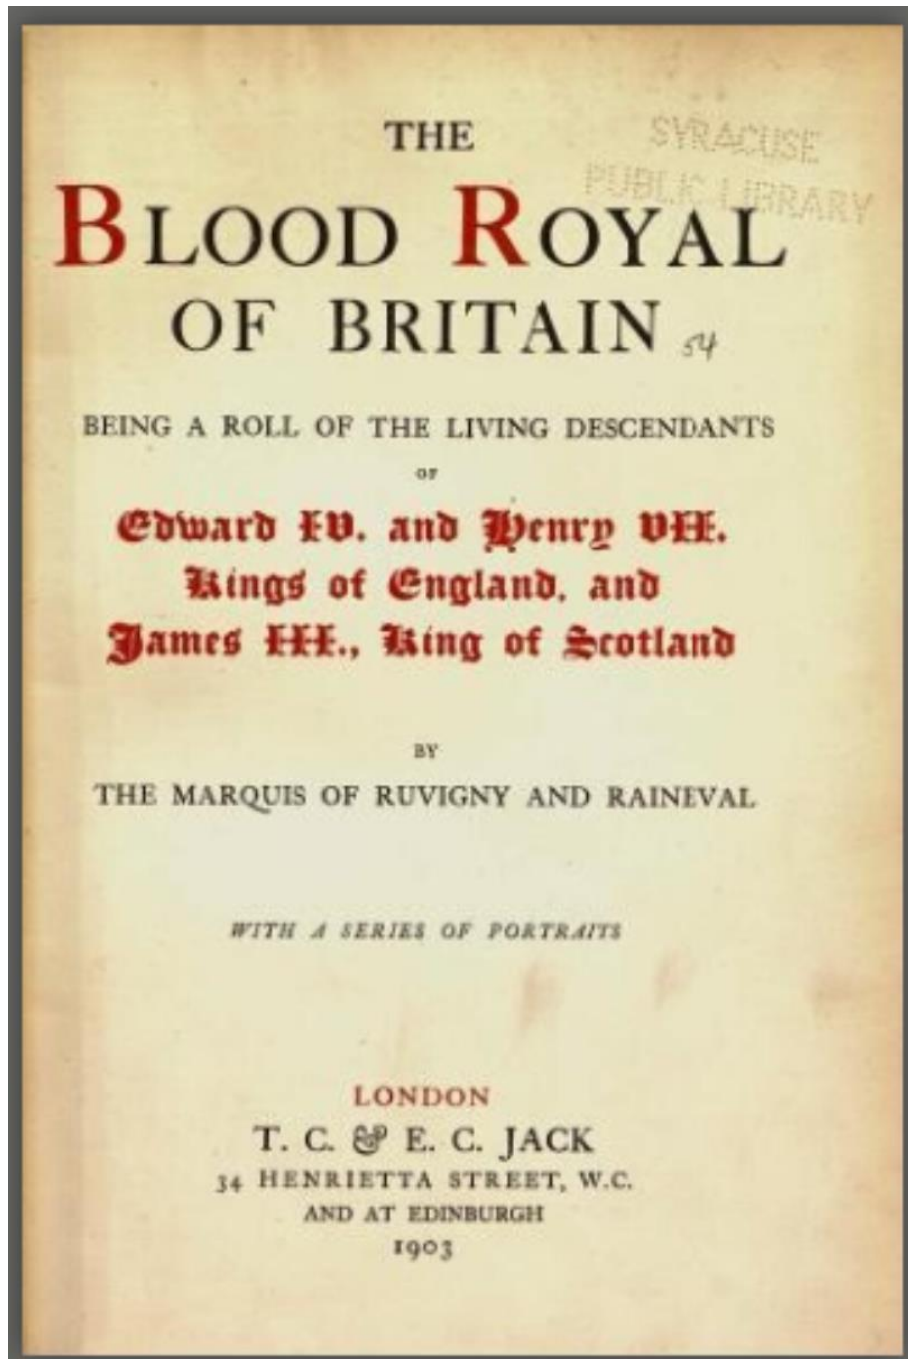 THE
SYRACUSE
PUBLIC LIBRARY
BLOOD ROYAL
OF BRITAIN 54
BEING A ROLL OF THE LIVING DESCENDANTS
OF
Edward IV. and Henry VII.
Kings of England, and
James III., King of Scotland
BY
THE MARQUIS OF RUVIGNY AND RAINEVAL
WITH A SERIES OF PORTRAITS
LONDON
T. C. & E. C. JACK
34 HENRIETTA STREET, W.C.
AND AT EDINBURGH
1903